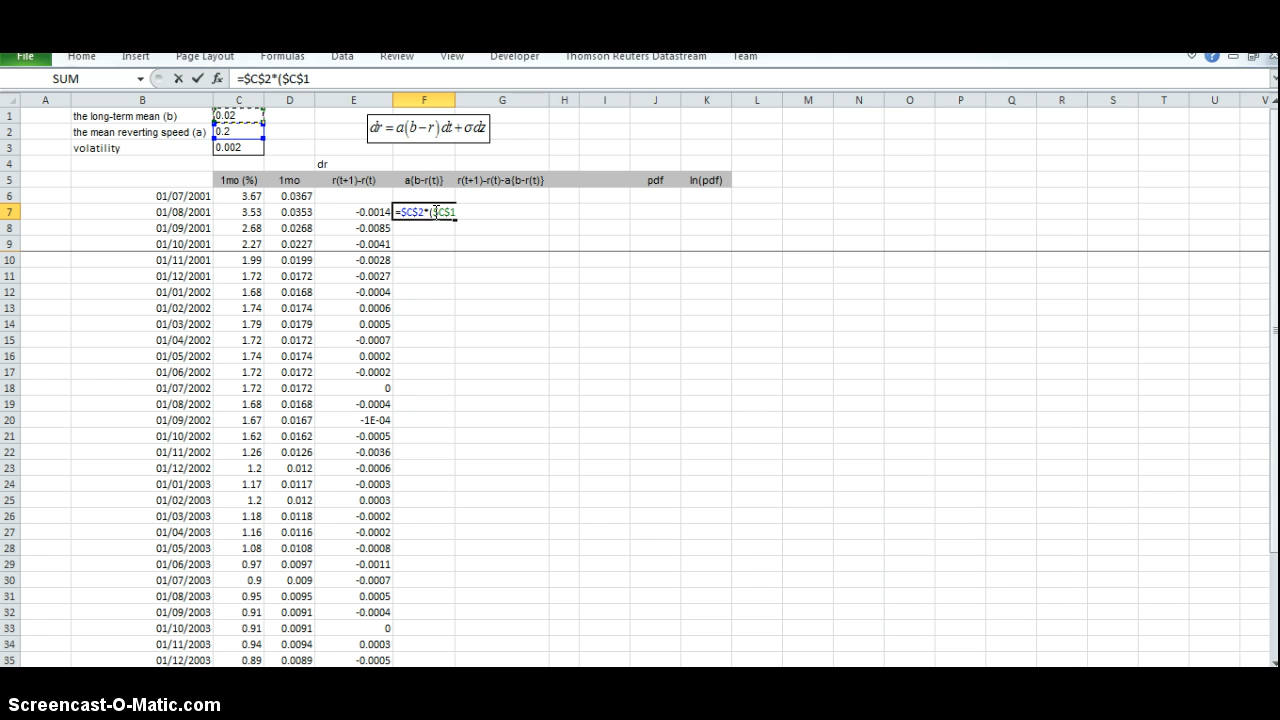 File Home Insert Page Layout Formulas Data Review View Developer Thomson Reuters Datastream Team
SUM =$C$2*($C$1
A B C D E F G H I J K L M N O P Q R S T U V
1 the long-term mean (b) 0.02
2 the mean reverting speed (a) 0.2 dr = a(b−r)dt+σdz
3 volatility 0.002
4 dr
5 1mo (%) 1mo r(t+1)-r(t) a{b-r(t)} r(t+1)-r(t)-a{b-r(t)} pdf ln(pdf)
6 01/07/2001 3.67 0.0367
7 01/08/2001 3.53 0.0353 -0.0014 =$C$2*($C$1
8 01/09/2001 2.68 0.0268 -0.0085
9 01/10/2001 2.27 0.0227 -0.0041
10 01/11/2001 1.99 0.0199 -0.0028
11 01/12/2001 1.72 0.0172 -0.0027
12 01/01/2002 1.68 0.0168 -0.0004
13 01/02/2002 1.74 0.0174 0.0006
14 01/03/2002 1.79 0.0179 0.0005
15 01/04/2002 1.72 0.0172 -0.0007
16 01/05/2002 1.74 0.0174 0.0002
17 01/06/2002 1.72 0.0172 -0.0002
18 01/07/2002 1.72 0.0172 0
19 01/08/2002 1.68 0.0168 -0.0004
20 01/09/2002 1.67 0.0167 -1E-04
21 01/10/2002 1.62 0.0162 -0.0005
22 01/11/2002 1.26 0.0126 -0.0036
23 01/12/2002 1.2 0.012 -0.0006
24 01/01/2003 1.17 0.0117 -0.0003
25 01/02/2003 1.2 0.012 0.0003
26 01/03/2003 1.18 0.0118 -0.0002
27 01/04/2003 1.16 0.0116 -0.0002
28 01/05/2003 1.08 0.0108 -0.0008
29 01/06/2003 0.97 0.0097 -0.0011
30 01/07/2003 0.9 0.009 -0.0007
31 01/08/2003 0.95 0.0095 0.0005
32 01/09/2003 0.91 0.0091 -0.0004
33 01/10/2003 0.91 0.0091 0
34 01/11/2003 0.94 0.0094 0.0003
35 01/12/2003 0.89 0.0089 -0.0005
Screencast-O-Matic.com